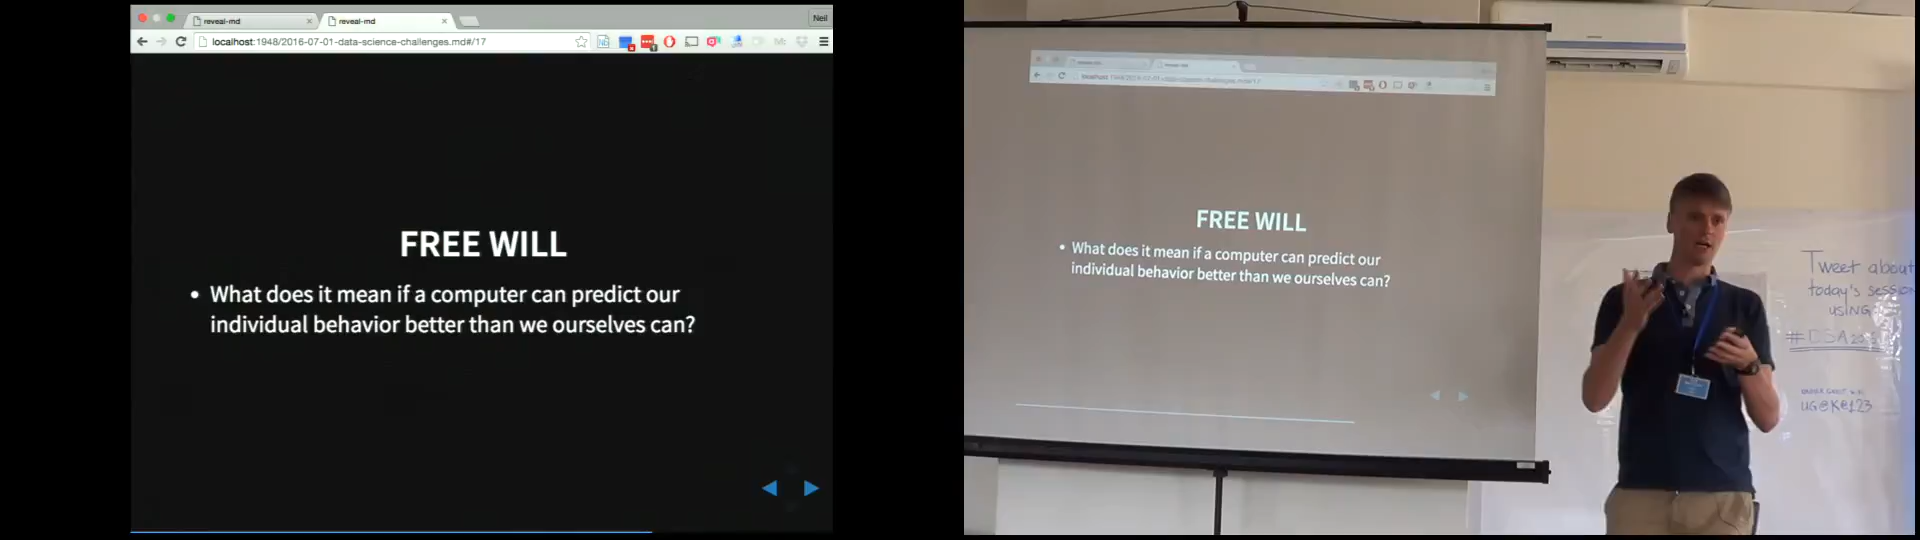 reveal-md
reveal-md
Neil
localhost:1948/2016-07-01-data-science-challenges.md#/17
FREE WILL
• What does it mean if a computer can predict our
individual behavior better than we ourselves can?
FREE WILL
• What does it mean if a computer can predict our
individual behavior better than we ourselves can?
Tweet about
today's session
USING